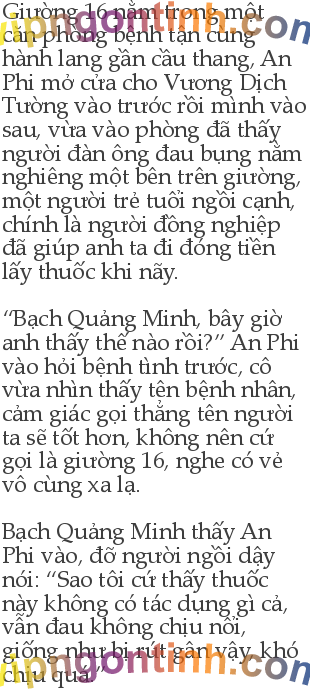 Giường 16 nằm trong một
căn phòng bệnh tận cùng
hành lang gần cầu thang, An
Phi mở cửa cho Vương Dịch
Tường vào trước rồi mình vào
sau, vừa vào phòng đã thấy
người đàn ông đau bụng nằm
nghiêng một bên trên giường,
một người trẻ tuổi ngồi cạnh,
chính là người đồng nghiệp
đã giúp anh ta đi đóng tiền
lấy thuốc khi nãy.

“Bạch Quảng Minh, bây giờ
anh thấy thế nào rồi?” An Phi
vào hỏi bệnh tình trước, cô
vừa nhìn thấy tện bệnh nhân,
cảm giác gọi thẳng tên người
ta sẽ tốt hơn, không nên cứ
gọi là giường 16, nghe có vẻ
vô cùng xa lạ.

Bạch Quảng Minh thấy An
Phi vào, đỡ người ngồi dậy
nói: “Sao tôi cứ thấy thuốc
này không có tác dụng gì cả,
vẫn đau không chịu nổi,
giống như bị rút gân vậy, khó
chịu quá.”
vipngontinh.com
vipngontinh.com